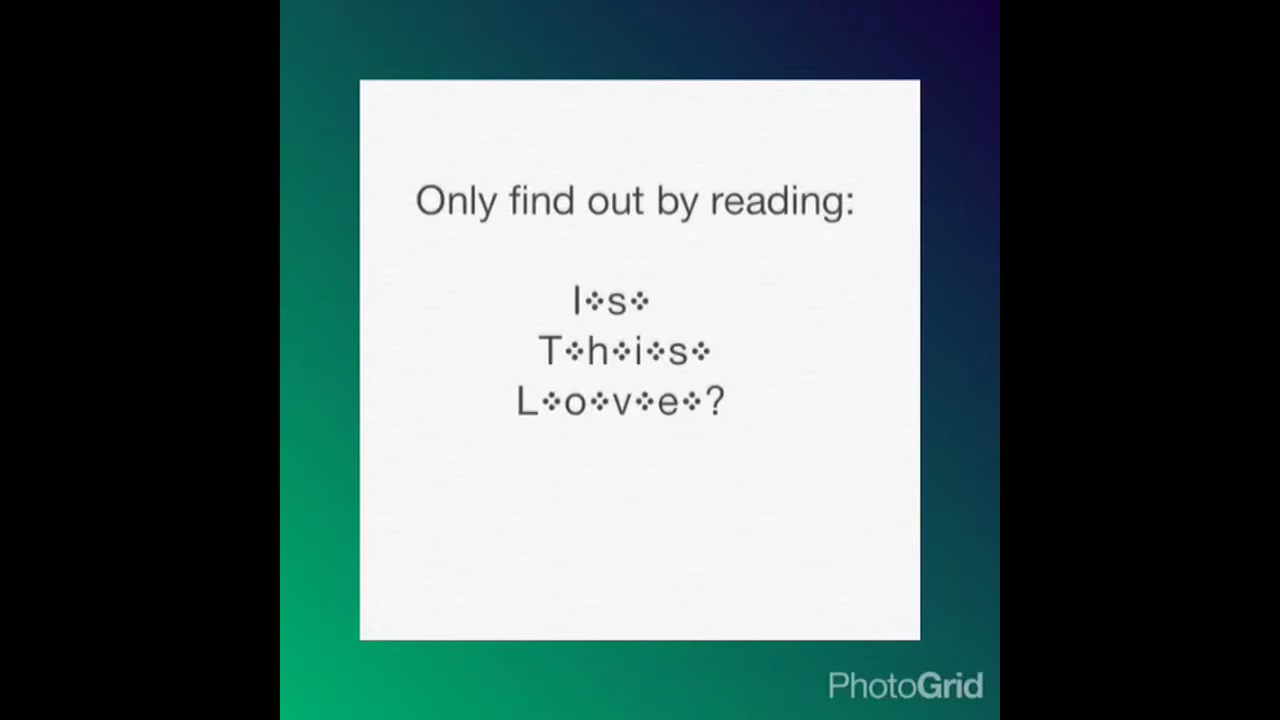 Only find out by reading:
I❖s❖
T❖h❖i❖s❖
L❖o❖v❖e❖?
PhotoGrid